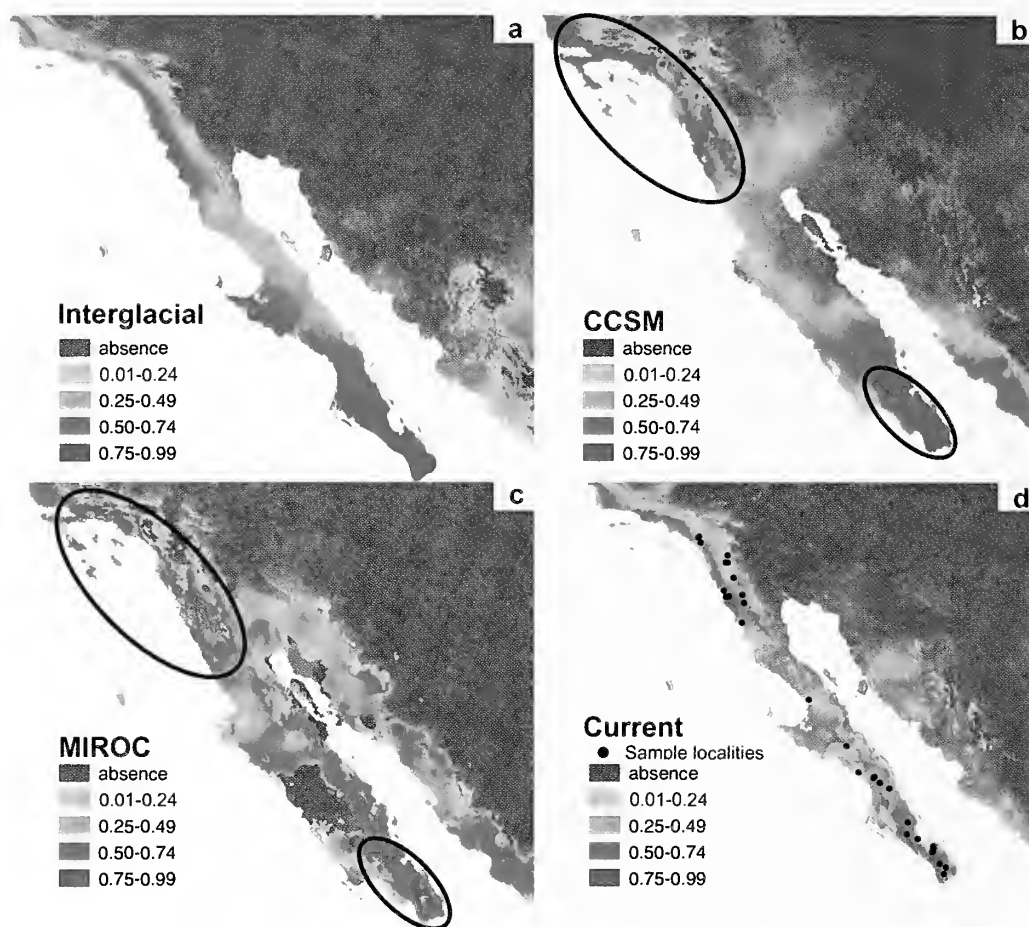 a
Interglacial
absence
0.01-0.24
0.25-0.49
0.50-0.74
0.75-0.99
b
CCSM
absence
0.01-0.24
0.25-0.49
0.50-0.74
0.75-0.99
c
MIROC
absence
0.01-0.24
0.25-0.49
0.50-0.74
0.75-0.99
d
Current
Sample localities
absence
0.01-0.24
0.25-0.49
0.50-0.74
0.75-0.99